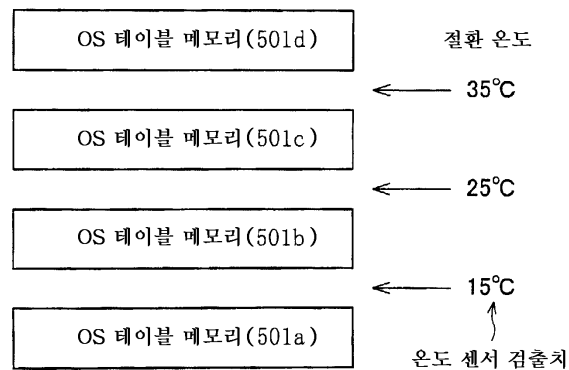 OS 테이블 메모리(501d)
절환 온도
35℃
OS 테이블 메모리(501c)
25℃
OS 테이블 메모리(501b)
15℃
OS 테이블 메모리(501a)
온도 센서 검출치